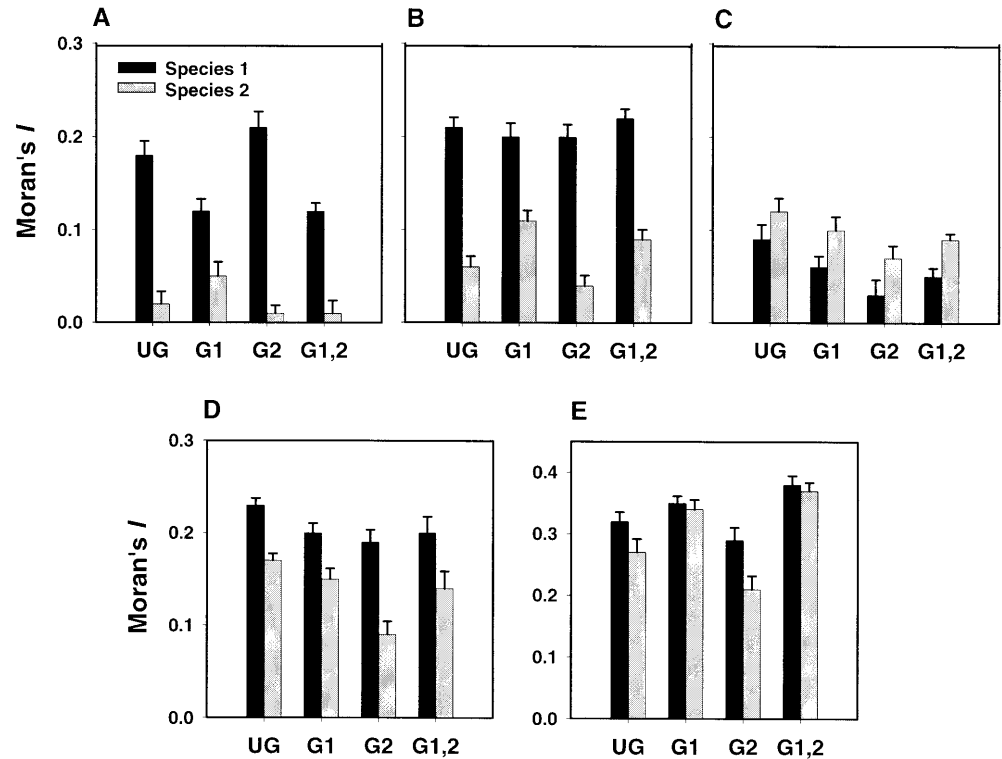 A B C
0.3
Species 1
Species 2
0.2
0.1
0.0
Moran's I
UG G1 G2 G1,2 UG G1 G2 G1,2 UG G1 G2 G1,2
D E
0.3
0.2
0.1
0.0
Moran's I
0.4
0.3
0.2
0.1
0.0
UG G1 G2 G1,2 UG G1 G2 G1,2